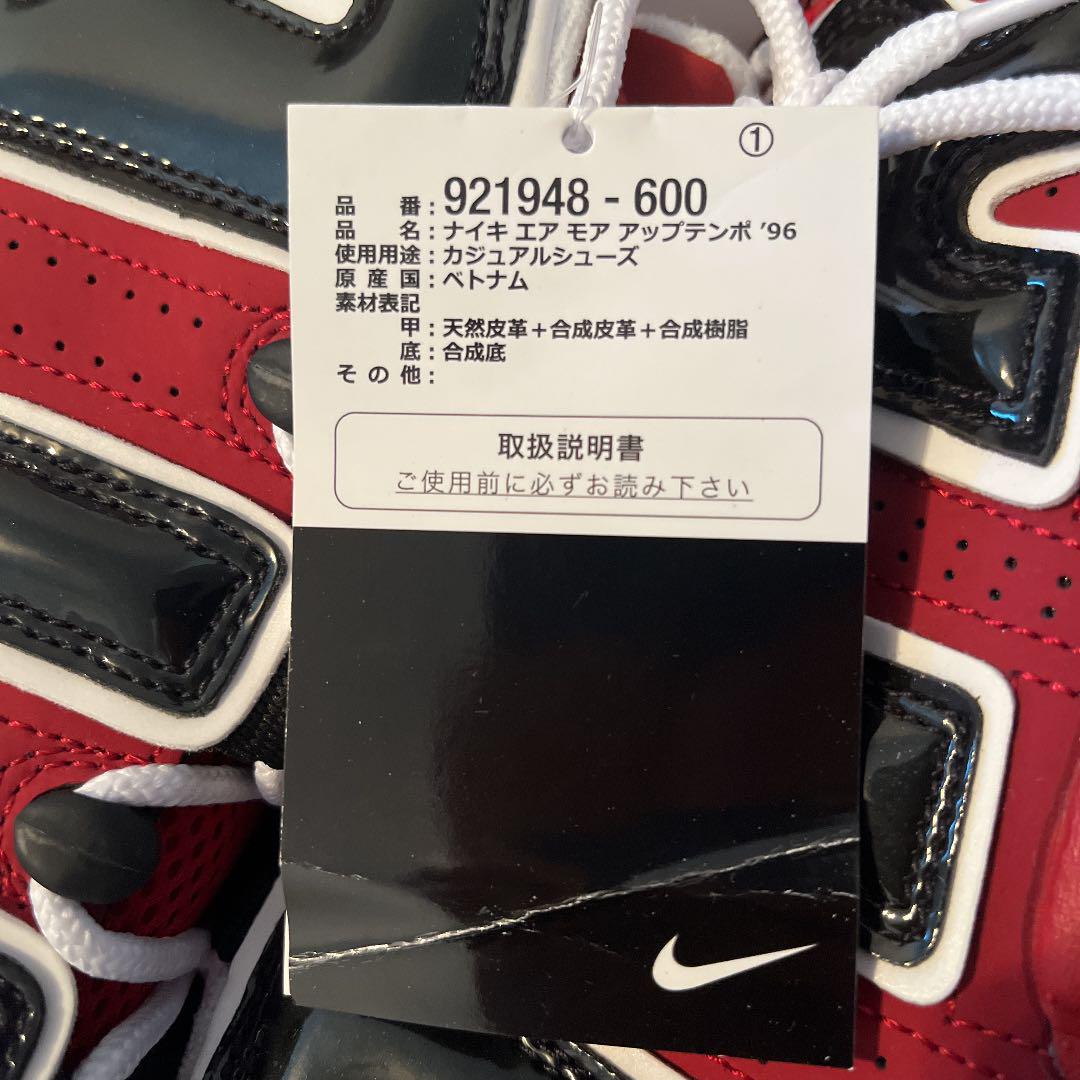 ①
品番:921948-600
品名:ナイキ エア モア アップテンポ '96
使用用途:カジュアルシューズ
原産国:ベトナム
素材表記
甲:天然皮革+合成皮革+合成樹脂
底:合成底
その他:
取扱説明書
ご使用前に必ずお読み下さい